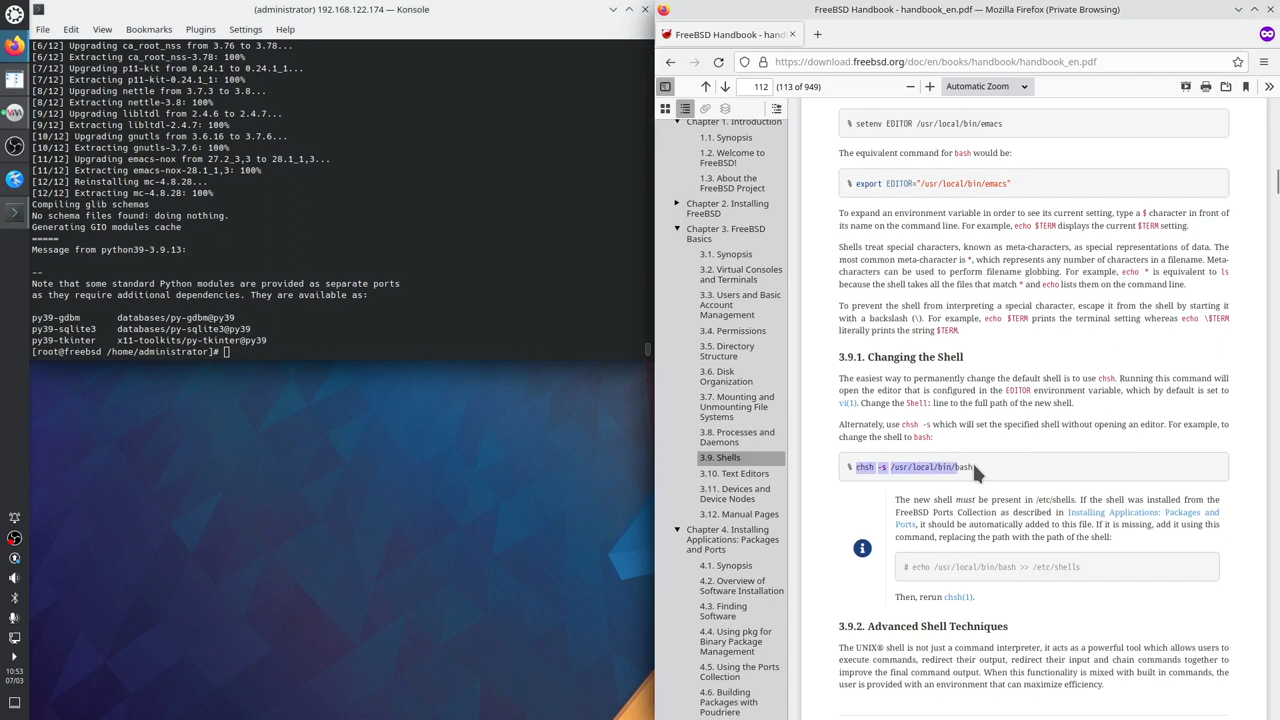 (administrator) 192.168.122.174 — Konsole
File Edit View Bookmarks Plugins Settings Help
[6/12] Upgrading ca_root_nss from 3.76 to 3.78...
[6/12] Extracting ca_root_nss-3.78: 100%
[7/12] Upgrading p11-kit from 0.24.1 to 0.24.1_1...
[7/12] Extracting p11-kit-0.24.1_1: 100%
[8/12] Upgrading nettle from 3.7.3 to 3.8...
[8/12] Extracting nettle-3.8: 100%
[9/12] Upgrading libltdl from 2.4.6 to 2.4.7...
[9/12] Extracting libltdl-2.4.7: 100%
[10/12] Upgrading gnutls from 3.6.16 to 3.7.6...
[10/12] Extracting gnutls-3.7.6: 100%
[11/12] Upgrading emacs-nox from 27.2_3,3 to 28.1_1,3...
[11/12] Extracting emacs-nox-28.1_1,3: 100%
[12/12] Reinstalling mc-4.8.28...
[12/12] Extracting mc-4.8.28: 100%
Compiling glib schemas
No schema files found: doing nothing.
Generating GIO modules cache
=====
Message from python39-3.9.13:
--
Note that some standard Python modules are provided as separate ports
as they require additional dependencies. They are available as:
py39-gdbm databases/py-gdbm@py39
py39-sqlite3 databases/py-sqlite3@py39
py39-tkinter x11-toolkits/py-tkinter@py39
[root@freebsd /home/administrator]#
10:53
07/03
FreeBSD Handbook - handbook_en.pdf — Mozilla Firefox (Private Browsing)
FreeBSD Handbook - hand
https://download.freebsd.org/doc/en/books/handbook/handbook_en.pdf
112 (113 of 949) Automatic Zoom
Chapter 1. Introduction
1.1. Synopsis
1.2. Welcome to
FreeBSD!
1.3. About the
FreeBSD Project
Chapter 2. Installing
FreeBSD
Chapter 3. FreeBSD
Basics
3.1. Synopsis
3.2. Virtual Consoles
and Terminals
3.3. Users and Basic
Account
Management
3.4. Permissions
3.5. Directory
Structure
3.6. Disk
Organization
3.7. Mounting and
Unmounting File
Systems
3.8. Processes and
Daemons
3.9. Shells
3.10. Text Editors
3.11. Devices and
Device Nodes
3.12. Manual Pages
Chapter 4. Installing
Applications: Packages
and Ports
4.1. Synopsis
4.2. Overview of
Software Installation
4.3. Finding
Software
4.4. Using pkg for
Binary Package
Management
4.5. Using the Ports
Collection
4.6. Building
Packages with
Poudriere
% setenv EDITOR /usr/local/bin/emacs
The equivalent command for bash would be:
% export EDITOR="/usr/local/bin/emacs"
To expand an environment variable in order to see its current setting, type a $ character in front of
its name on the command line. For example, echo $TERM displays the current $TERM setting.
Shells treat special characters, known as meta-characters, as special representations of data. The
most common meta-character is *, which represents any number of characters in a filename. Meta-
characters can be used to perform filename globbing. For example, echo * is equivalent to ls
because the shell takes all the files that match * and echo lists them on the command line.
To prevent the shell from interpreting a special character, escape it from the shell by starting it
with a backslash (\). For example, echo $TERM prints the terminal setting whereas echo \$TERM
literally prints the string $TERM.
3.9.1. Changing the Shell
The easiest way to permanently change the default shell is to use chsh. Running this command will
open the editor that is configured in the EDITOR environment variable, which by default is set to
vi(1). Change the Shell: line to the full path of the new shell.
Alternately, use chsh -s which will set the specified shell without opening an editor. For example, to
change the shell to bash:
% chsh -s /usr/local/bin/bash
The new shell must be present in /etc/shells. If the shell was installed from the
FreeBSD Ports Collection as described in Installing Applications: Packages and
Ports, it should be automatically added to this file. If it is missing, add it using this
command, replacing the path with the path of the shell:
# echo /usr/local/bin/bash >> /etc/shells
Then, rerun chsh(1).
3.9.2. Advanced Shell Techniques
The UNIX® shell is not just a command interpreter, it acts as a powerful tool which allows users to
execute commands, redirect their output, redirect their input and chain commands together to
improve the final command output. When this functionality is mixed with built in commands, the
user is provided with an environment that can maximize efficiency.